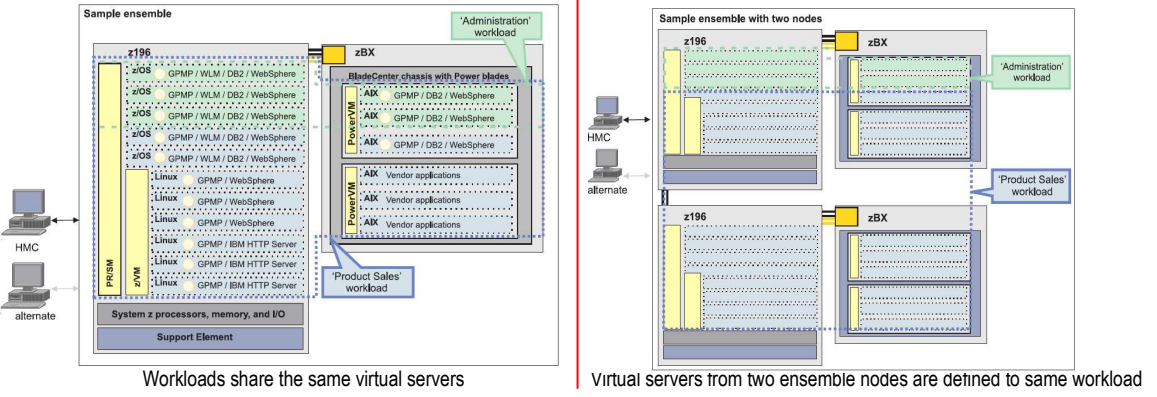 Sample ensemble
'Administration'
workload
z196
zBX
BladeCenter chassis with Power blades
z/OS GPMP / WLM / DB2 / WebSphere
z/OS GPMP / WLM / DB2 / WebSphere
z/OS GPMP / WLM / DB2 / WebSphere
z/OS GPMP / WLM / DB2 / WebSphere
z/OS GPMP / WLM / DB2 / WebSphere
Linux GPMP / WebSphere
Linux GPMP / WebSphere
Linux GPMP / WebSphere
Linux GPMP / IBM HTTP Server
Linux GPMP / IBM HTTP Server
Linux GPMP / IBM HTTP Server
PR/SM
z/VM
PowerVM
AIX GPMP / DB2 / WebSphere
AIX GPMP / DB2 / WebSphere
AIX GPMP / DB2 / WebSphere
PowerVM
AIX Vendor applications
AIX Vendor applications
AIX Vendor applications
HMC
alternate
'Product Sales'
workload
System z processors, memory, and I/O
Support Element
Workloads share the same virtual servers
Sample ensemble with two nodes
z196
zBX
'Administration'
workload
HMC
alternate
'Product Sales'
workload
z196
zBX
Virtual servers from two ensemble nodes are defined to same workload